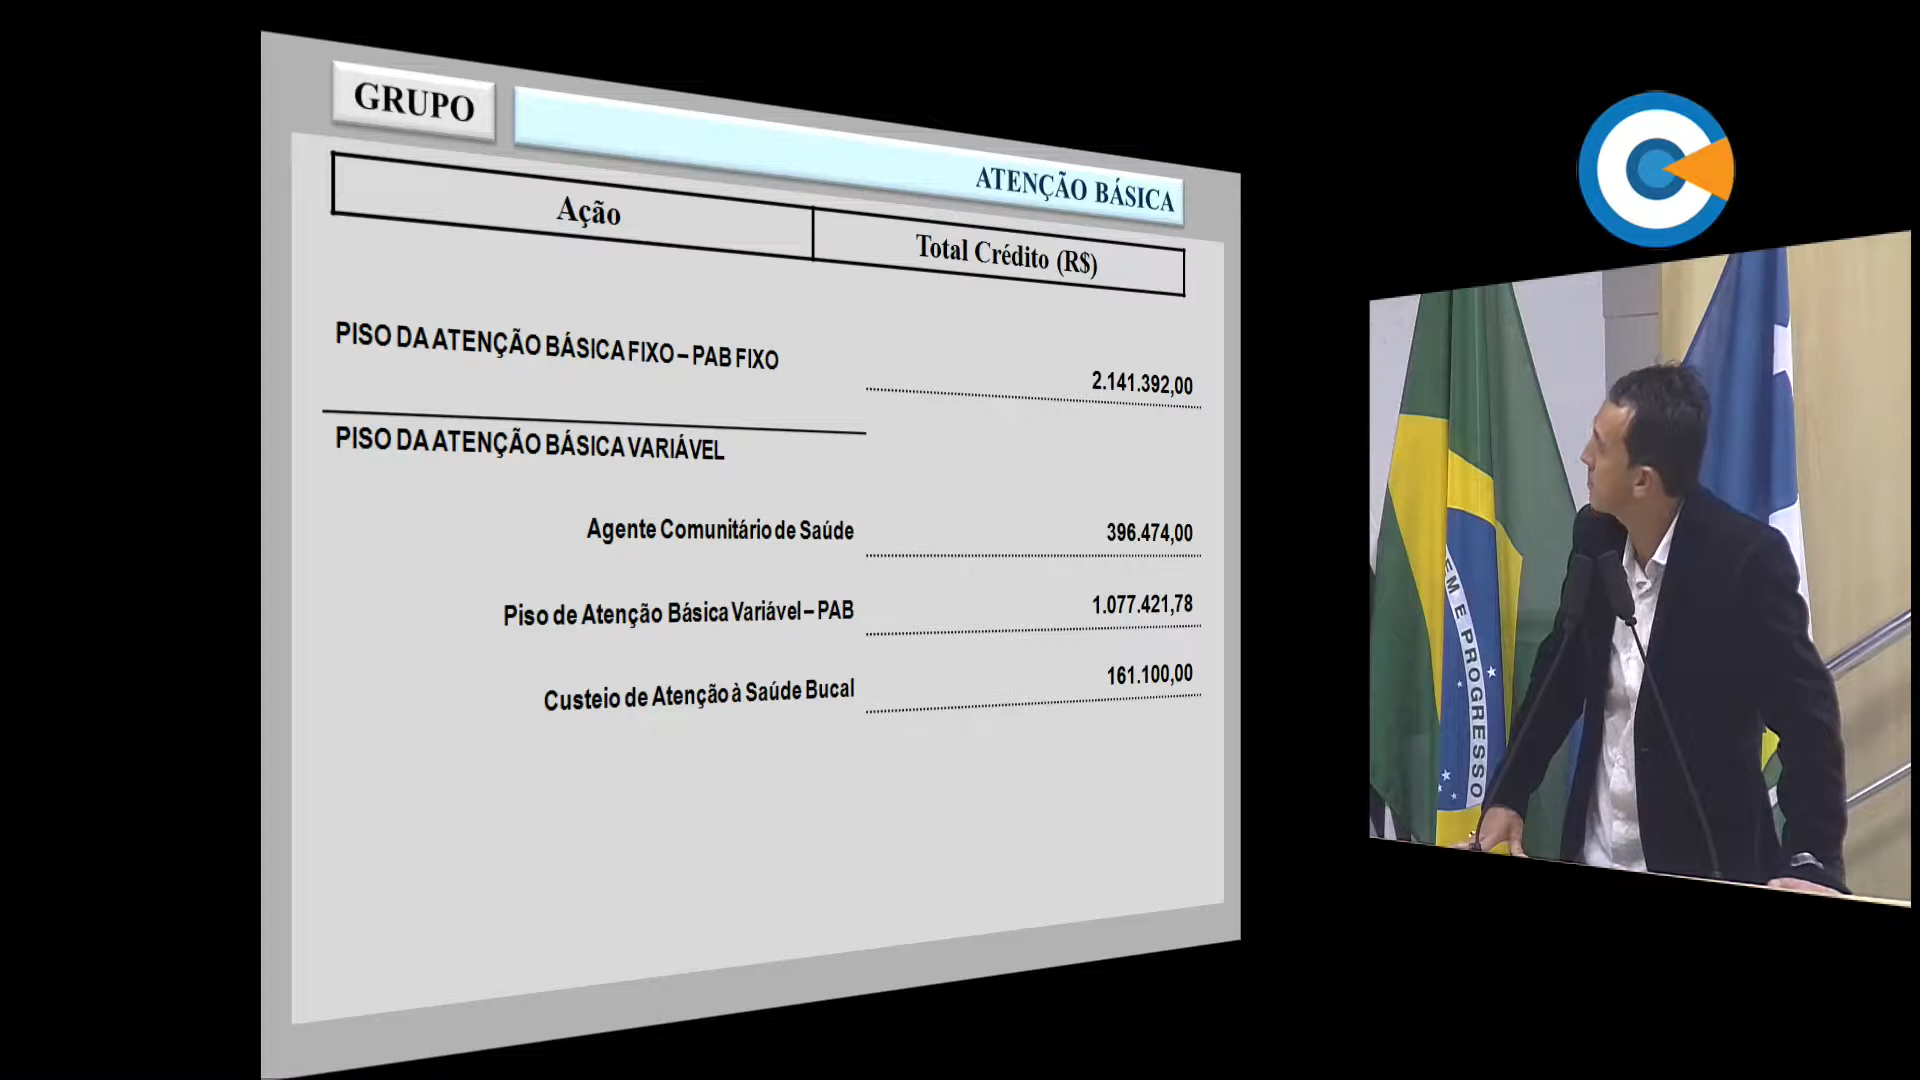 GRUPO
ATENÇÃO BÁSICA
Ação
Total Crédito (R$)
PISO DA ATENÇÃO BÁSICA FIXO – PAB FIXO
2.141.392,00
PISO DA ATENÇÃO BÁSICA VARIÁVEL
Agente Comunitário de Saúde
396.474,00
Piso de Atenção Básica Variável – PAB
1.077.421,78
Custeio de Atenção à Saúde Bucal
161.100,00
EM E PROGRESSO